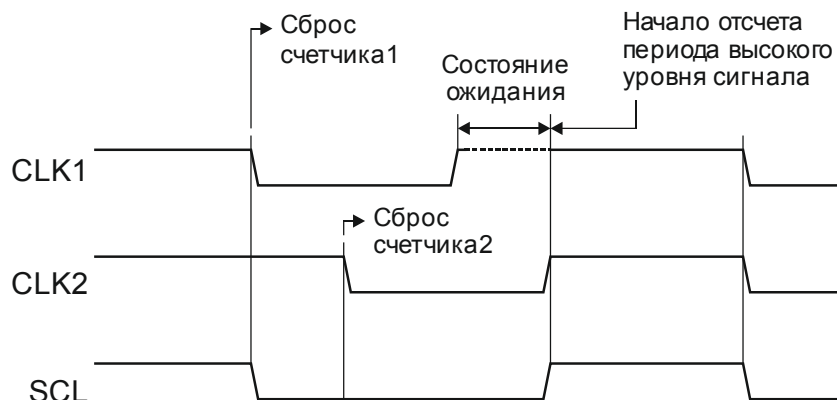 Сброс
счетчика1
Начало отсчета
периода высокого
уровня сигнала
Состояние
ожидания
CLK1
Сброс
счетчика2
CLK2
SCL